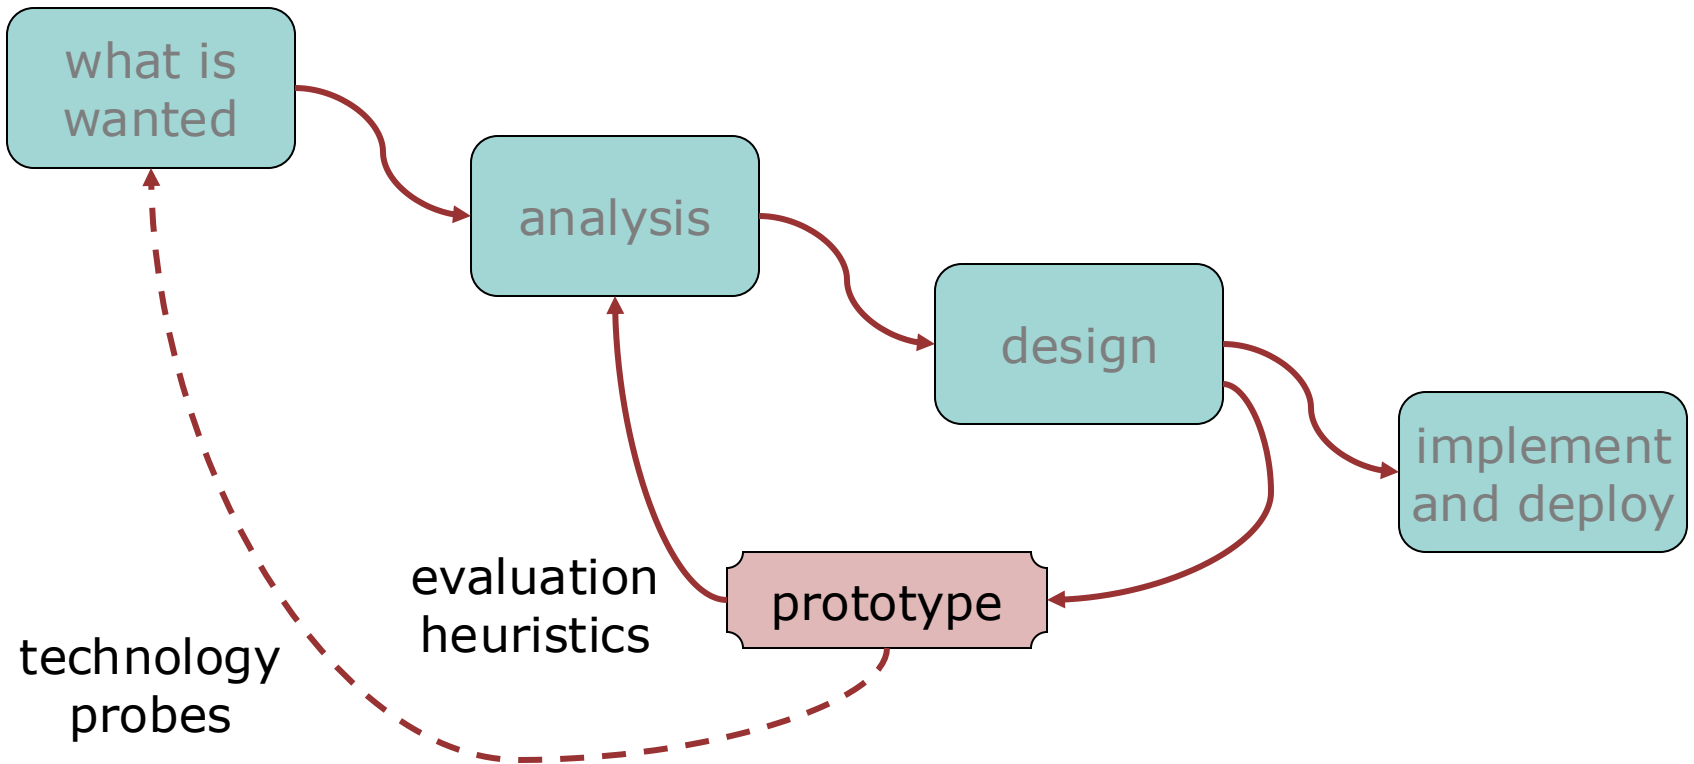 what is
wanted
analysis
design
implement
and deploy
evaluation
heuristics
prototype
technology
probes